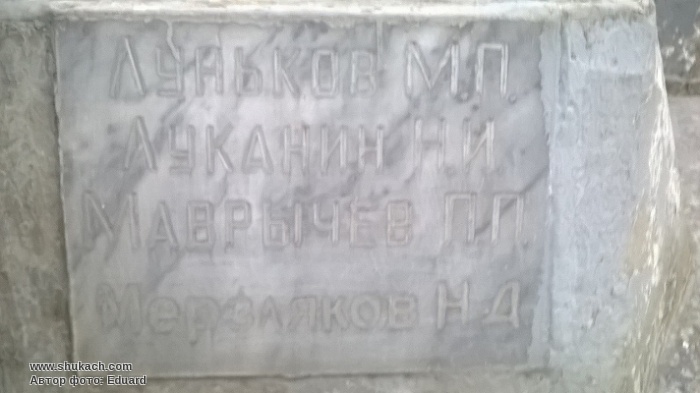 Луньков М.П.
Луканин Н.И.
Маврычев П.П.
Мерзляков Н.Д
www.shukach.com
Автор фото: Eduard